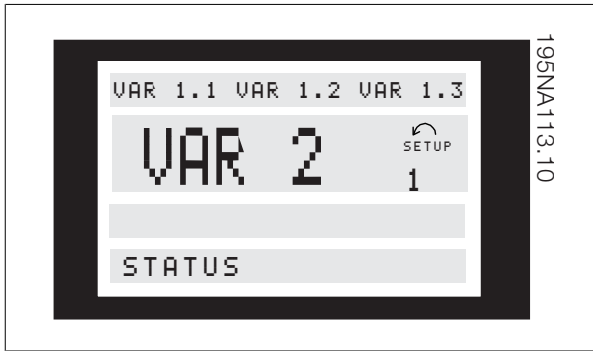 VAR 1.1 VAR 1.2 VAR 1.3
VAR 2
SETUP
1
STATUS
195NA113.10